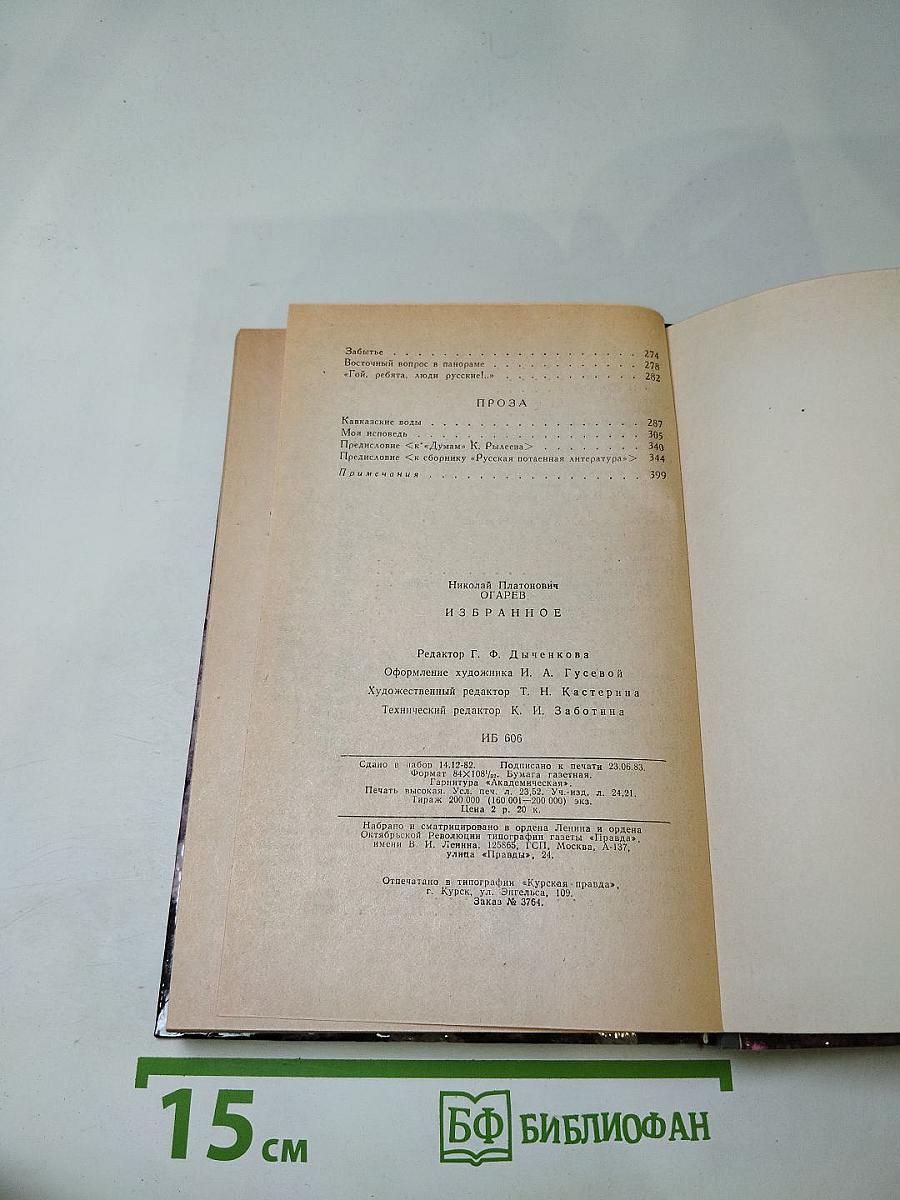 Забытье . . . . . . . . . . . . . . . . . . . . . . 274
Восточный вопрос в панораме . . . . . . . . . . . . . 278
«Гой, ребята, люди русские!..» . . . . . . . . . . . . 282
ПРОЗА
Кавказские воды . . . . . . . . . . . . . . . . . . . 287
Моя исповедь . . . . . . . . . . . . . . . . . . . . 305
Предисловие <к «Думам» К. Рылеева> . . . . . . . . 340
Предисловие <к сборнику «Русская потаенная литература»> 344
Примечания . . . . . . . . . . . . . . . . . . . 399
Николай Платонович
ОГАРЕВ
ИЗБРАННОЕ
Редактор Г. Ф. Дыченкова
Оформление художника И. А. Гусевой
Художественный редактор Т. Н. Кастерина
Технический редактор К. И. Заботина
ИБ 606
Сдано в набор 14.12-82. Подписано к печати 23.06.83.
Формат 84×108¹/₃₂. Бумага газетная.
Гарнитура «Академическая».
Печать высокая. Усл. печ. л. 23,52. Уч.-изд. л. 24,21.
Тираж 200 000 (160 001—200 000) экз.
Цена 2 р. 20 к.
Набрано и сматрицировано в ордена Ленина и ордена
Октябрьской Революции типографии газеты «Правда»,
имени В. И. Ленина. 125865, ГСП, Москва, А-137,
улица «Правды», 24.
Отпечатано в типографии «Курская правда»,
г. Курск, ул. Энгельса, 109.
Заказ № 3764.
15 см
БФ БИБЛИОФАН